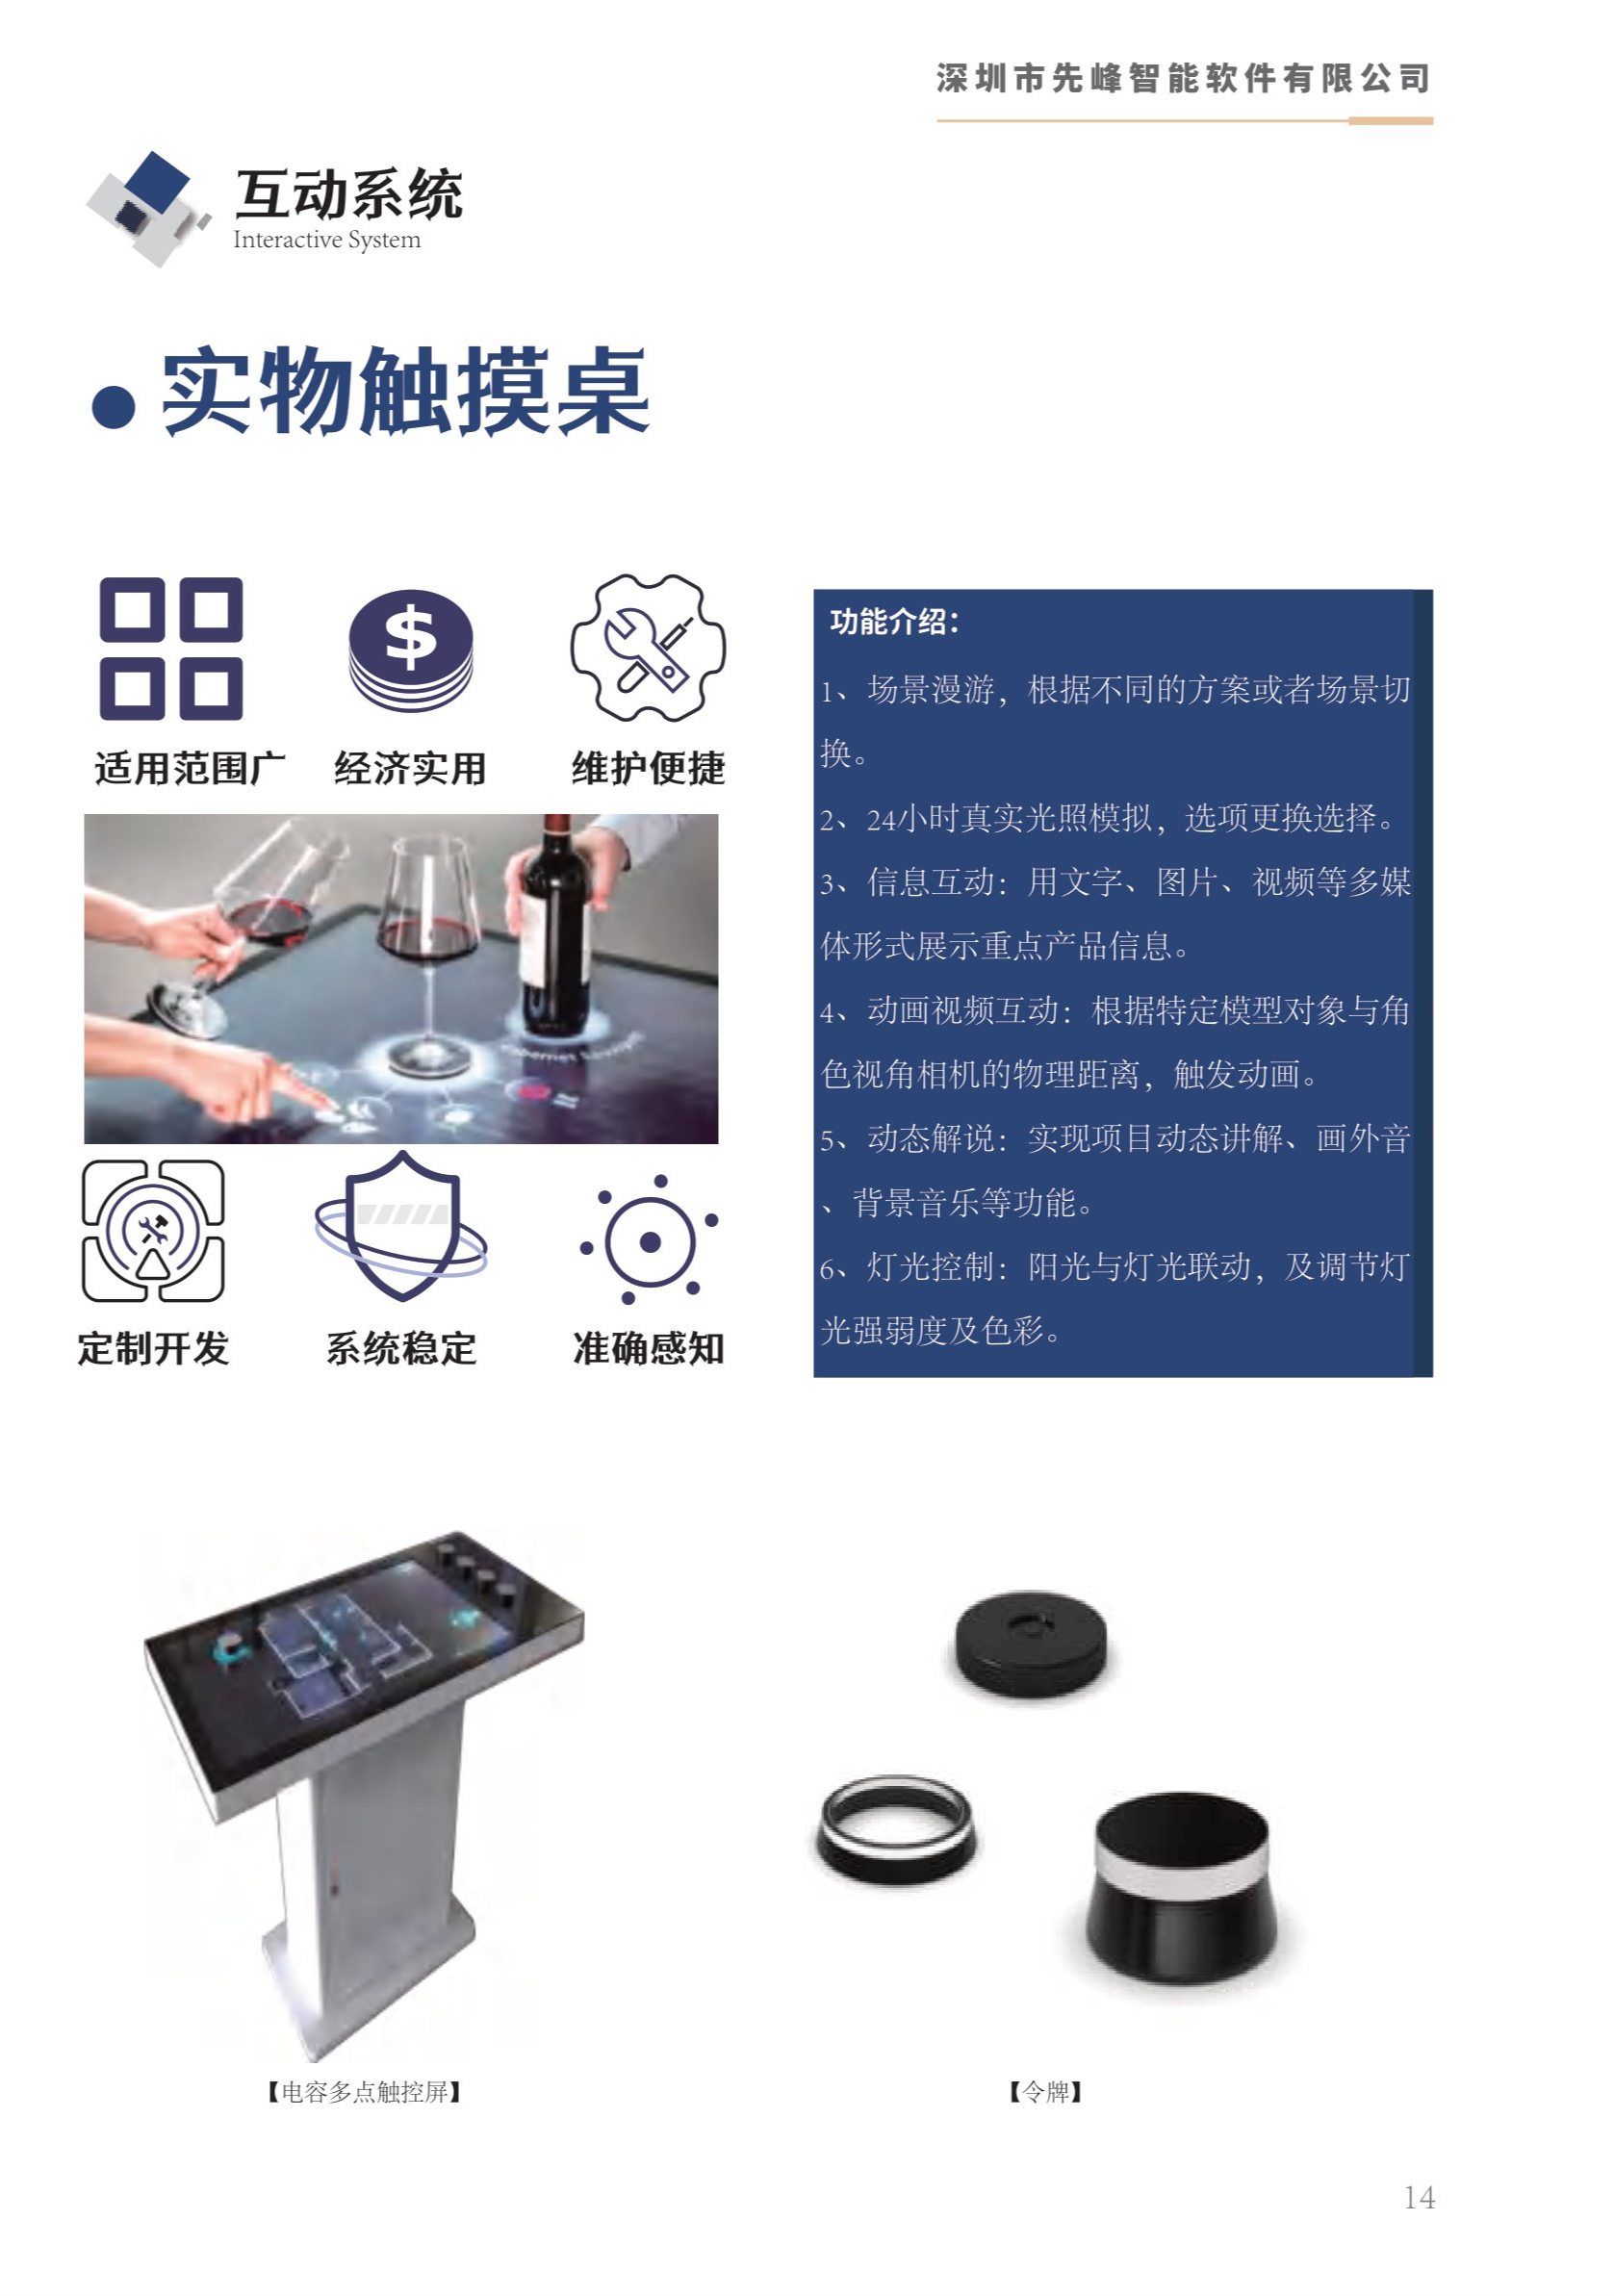 深圳市先峰智能软件有限公司
互动系统
Interactive System
实物触摸桌
适用范围广
经济实用
维护便捷
定制开发
系统稳定
准确感知
功能介绍：
1、场景漫游，根据不同的方案或者场景切
换。
2、24小时真实光照模拟，选项更换选择。
3、信息互动：用文字、图片、视频等多媒
体形式展示重点产品信息。
4、动画视频互动：根据特定模型对象与角
色视角相机的物理距离，触发动画。
5、动态解说：实现项目动态讲解、画外音
、背景音乐等功能。
6、灯光控制：阳光与灯光联动，及调节灯
光强弱度及色彩。
【电容多点触控屏】
【令牌】
14